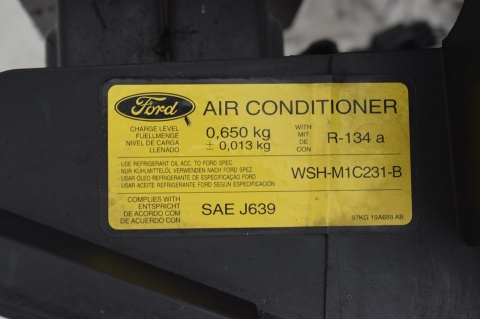 Ford AIR CONDITIONER
CHARGE LEVEL
FUELLMENGE
NIVEL DE CARGA
LLENADO
0,650 kg
± 0,013 kg
WITH
MIT
DE
CON
R-134 a
USE REFRIGERANT OIL ACC. TO FORD SPEC.
NUR KÜHLMITTELÖL VERWENDEN NACH FORD SPEZ
USAR ÓLEO REFRIGERANTE DE ESPECIFICAÇÃO FORD
USAR ACEITE REFRIGERANTE FORD SEGUN ESPECIFICACIÓN
WSH-M1C231-B
COMPLIES WITH
ENTSPRICHT
DE ACORDO COM
DE ACUERDO CON
SAE J639
97KG 19A688 AB